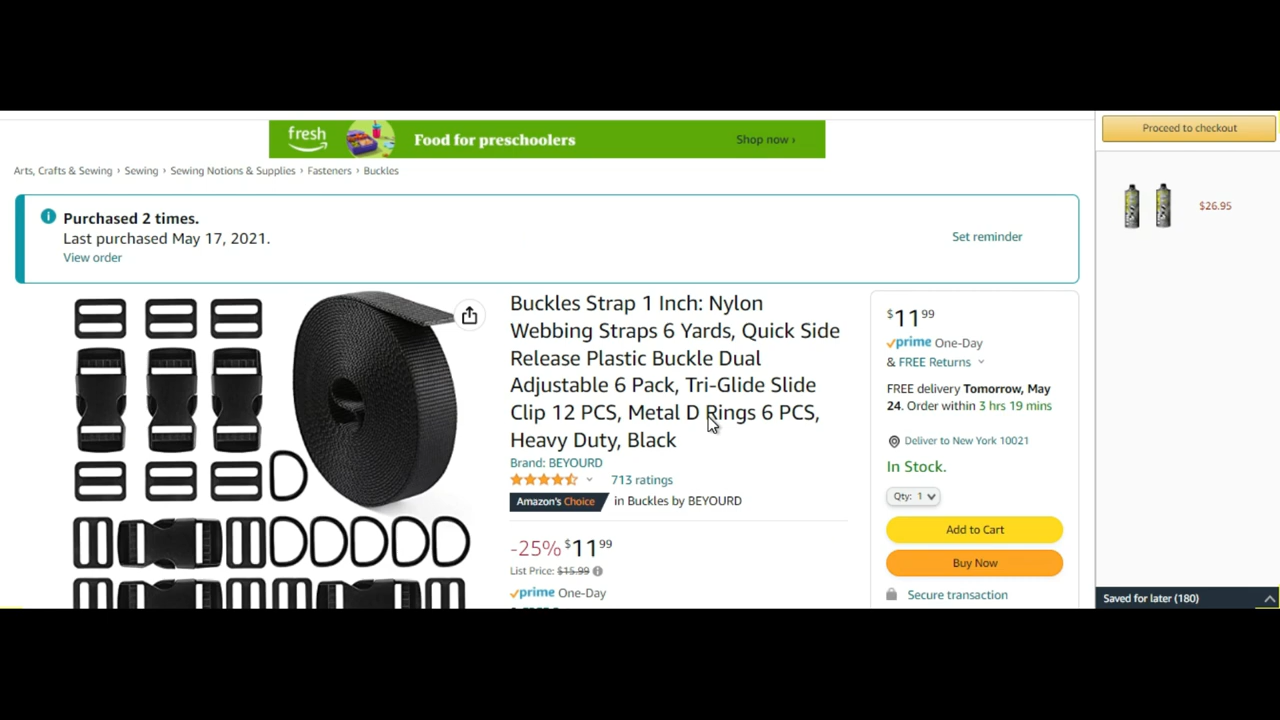 Proceed to checkout
fresh
Food for preschoolers
Shop now ›
Arts, Crafts & Sewing › Sewing › Sewing Notions & Supplies › Fasteners › Buckles
$26.95
Purchased 2 times.
Last purchased May 17, 2021.
View order
Set reminder
Buckles Strap 1 Inch: Nylon
Webbing Straps 6 Yards, Quick Side
Release Plastic Buckle Dual
Adjustable 6 Pack, Tri-Glide Slide
Clip 12 PCS, Metal D Rings 6 PCS,
Heavy Duty, Black
Brand: BEYOURD
713 ratings
Amazon's Choice in Buckles by BEYOURD
-25% $11 99
List Price: $15.99
prime One-Day
$11 99
prime One-Day
& FREE Returns
FREE delivery Tomorrow, May
24. Order within 3 hrs 19 mins
Deliver to New York 10021
In Stock.
Qty: 1
Add to Cart
Buy Now
Secure transaction
Saved for later (180)